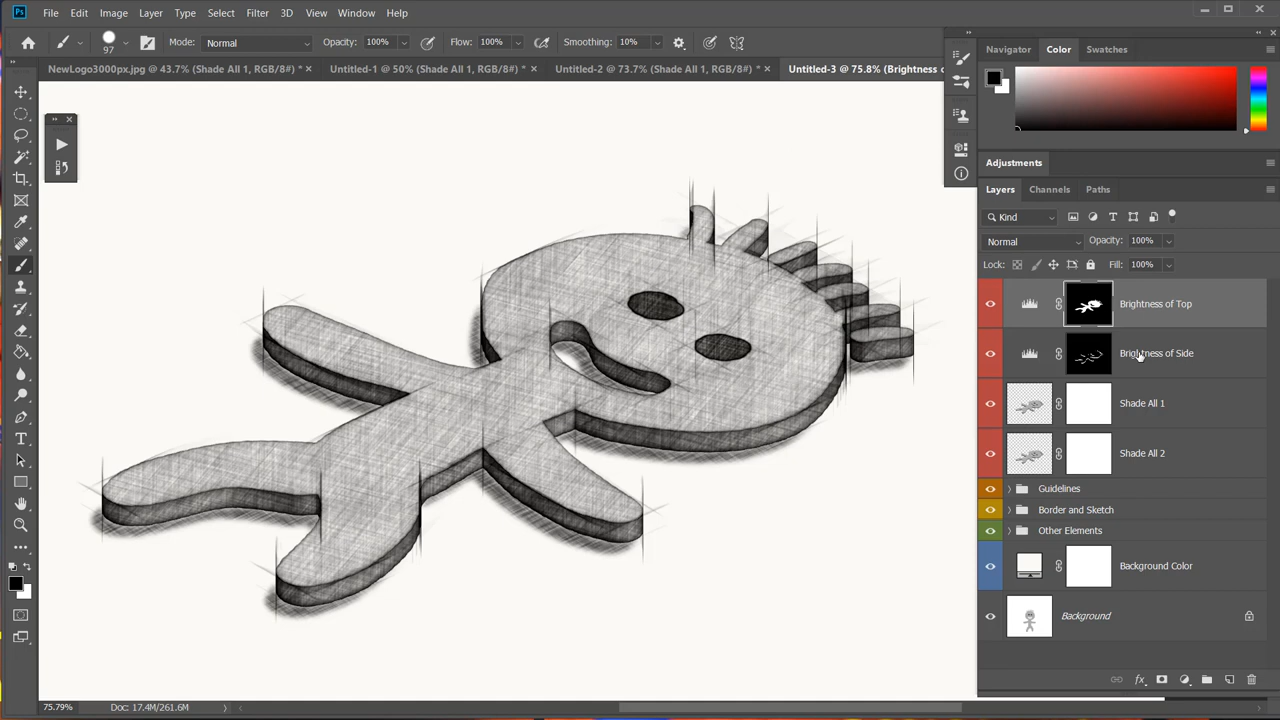 Ps File Edit Image Layer Type Select Filter 3D View Window Help
97 Mode: Normal Opacity: 100% Flow: 100% Smoothing: 10%
NewLogo3000px.jpg @ 43.7% (Shade All 1, RGB/8#) * × Untitled-1 @ 50% (Shade All 1, RGB/8#) * × Untitled-2 @ 73.7% (Shade All 1, RGB/8#) * × Untitled-3 @ 75.8% (Brightness
Navigator Color Swatches
Adjustments
Layers Channels Paths
Kind
Normal Opacity: 100%
Lock: Fill: 100%
Brightness of Top
Brightness of Side
Shade All 1
Shade All 2
Guidelines
Border and Sketch
Other Elements
Background Color
Background
75.79% Doc: 17.4M/261.6M